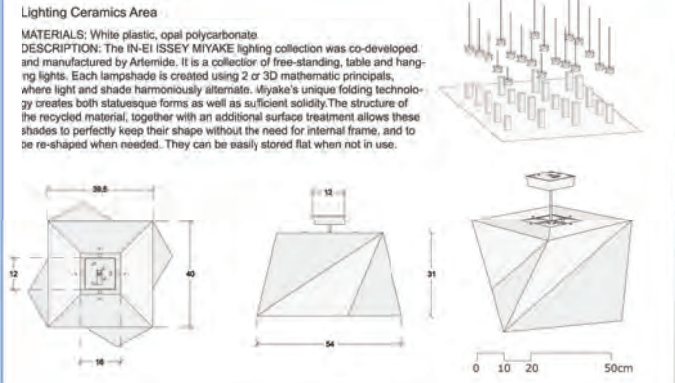 Lighting Ceramics Area
MATERIALS: White plastic, opal polycarbonate
DESCRIPTION: The IN-EI ISSEY MIYAKE lighting collection was co-developed
and manufactured by Artemide. It is a collection of free-standing, table and hang-
ing lights. Each lampshade is created using 2 or 3D mathematic principals,
where light and shade harmoniously alternate. Miyake's unique folding technolo-
gy creates both statuesque forms as well as sufficient solidity.The structure of
the recycled material, together with an additional surface treatment allows these
shades to perfectly keep their shape without the need for internal frame, and to
be re-shaped when needed. They can be easily stored flat when not in use.
39,5
12
12
40
31
16
54
0 10 20 50cm